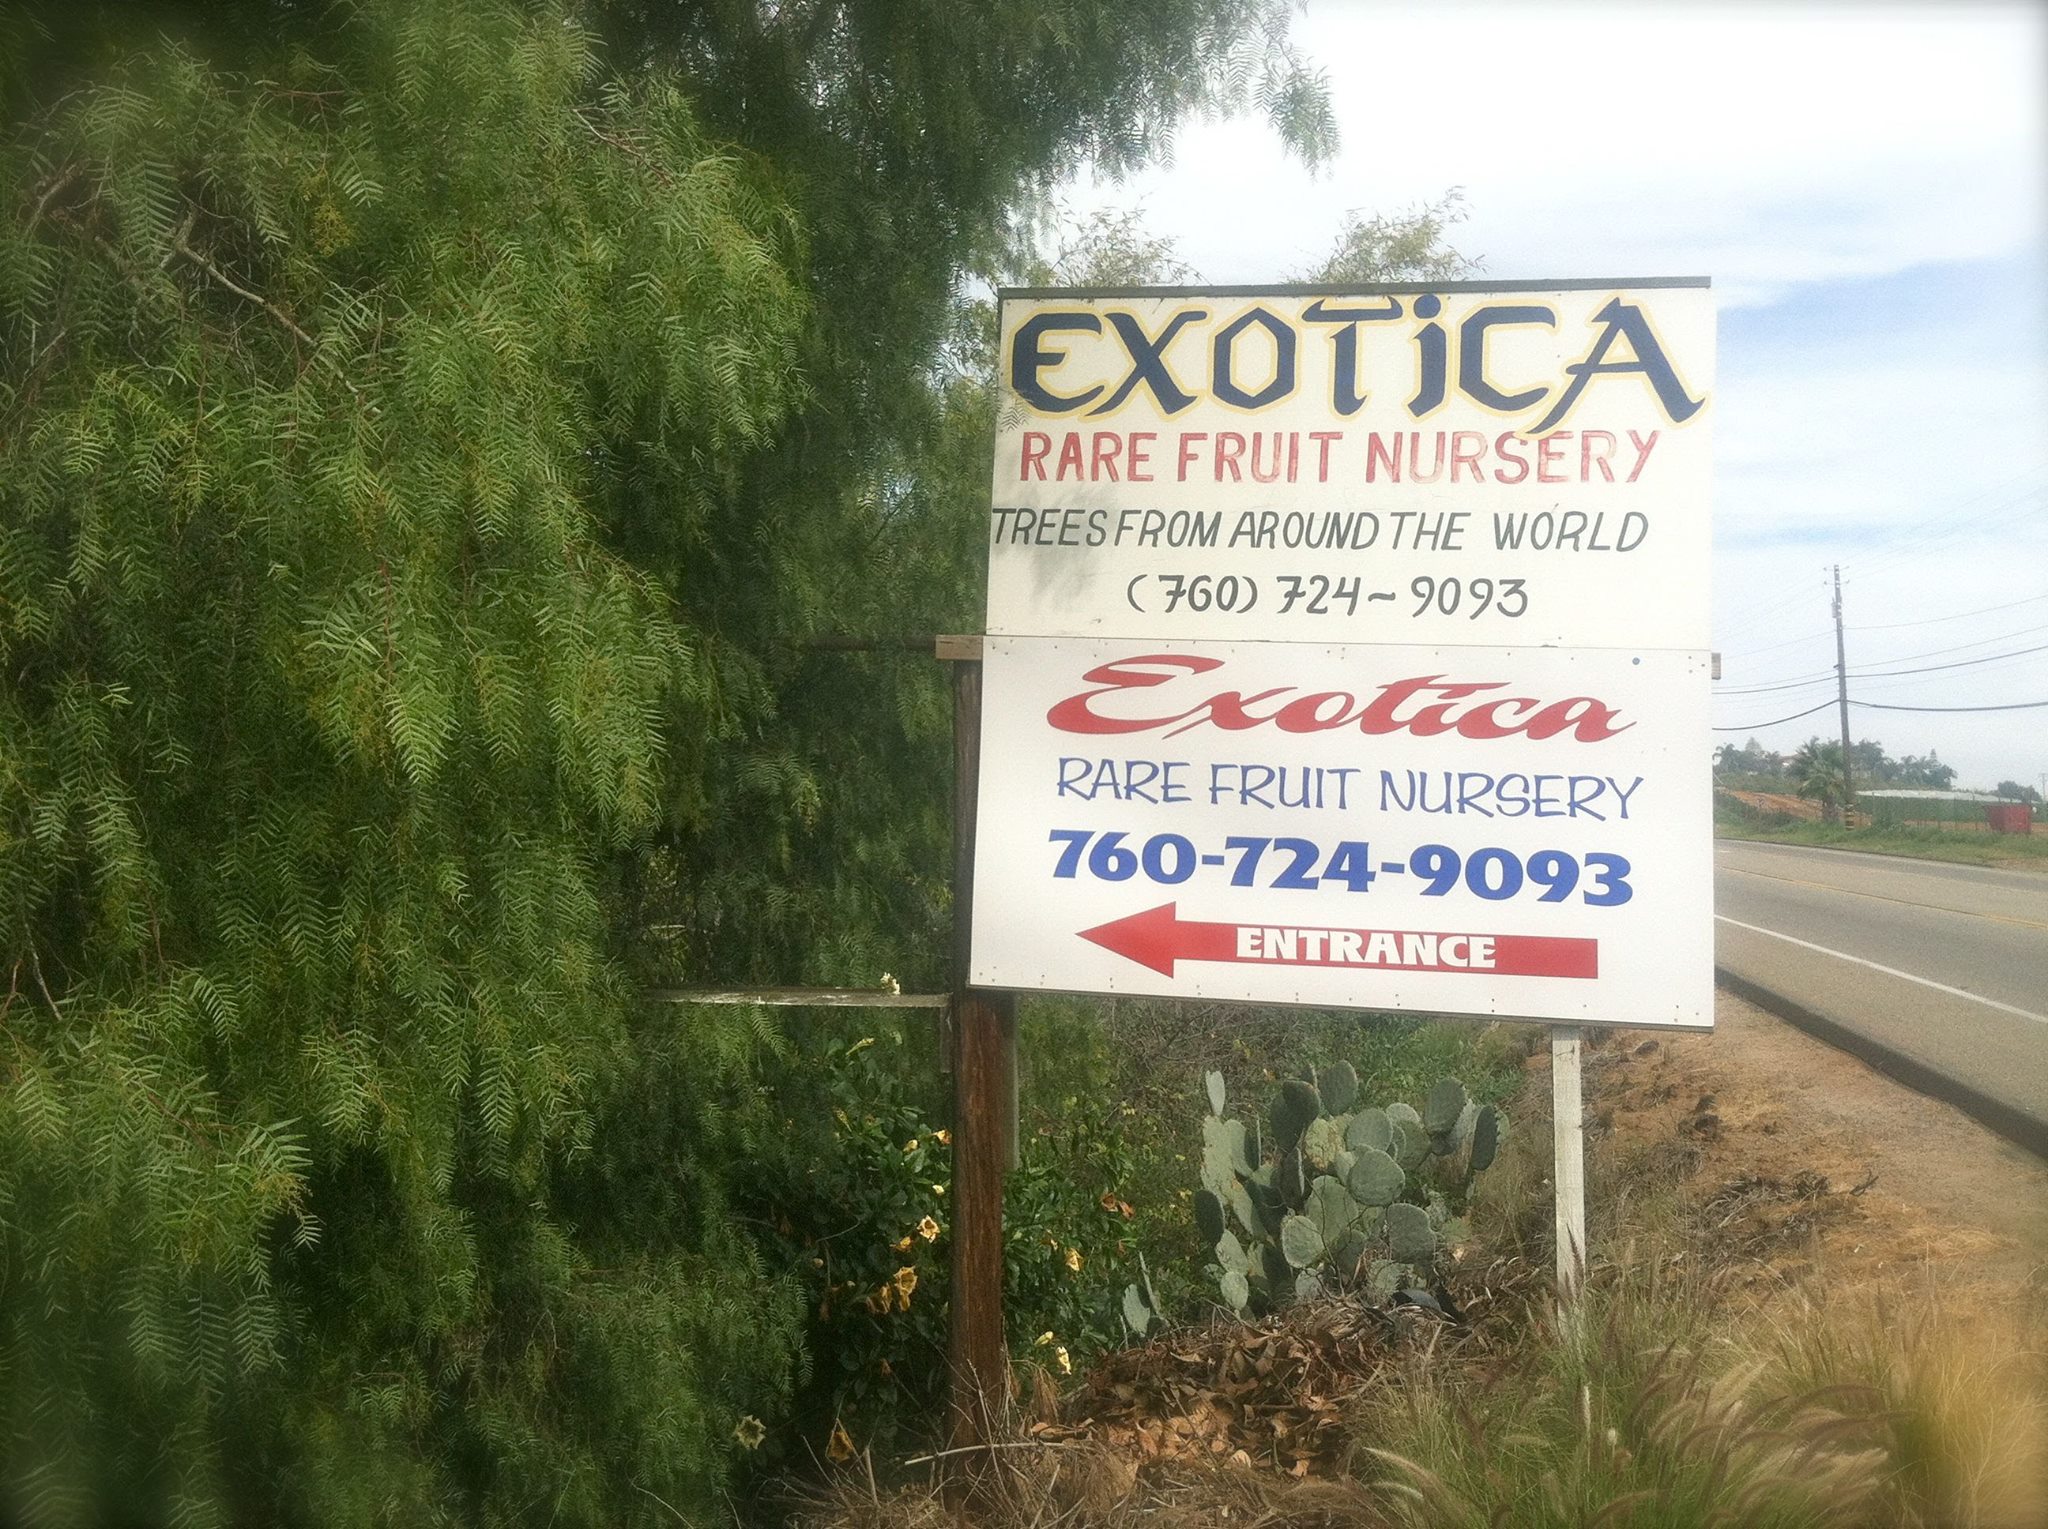 EXOTiCA
RARE FRUIT NURSERY
TREES FROM AROUND THE WORLD
(760) 724~9093
Exotica
RARE FRUIT NURSERY
760-724-9093
ENTRANCE